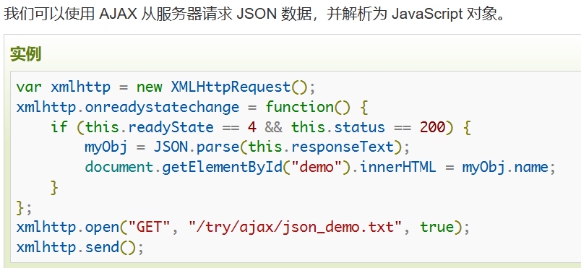 我们可以使用 AJAX 从服务器请求 JSON 数据，并解析为 JavaScript 对象。
实例
var xmlhttp = new XMLHttpRequest();
xmlhttp.onreadystatechange = function() {
    if (this.readyState == 4 && this.status == 200) {
        myObj = JSON.parse(this.responseText);
        document.getElementById("demo").innerHTML = myObj.name;
    }
};
xmlhttp.open("GET", "/try/ajax/json_demo.txt", true);
xmlhttp.send();